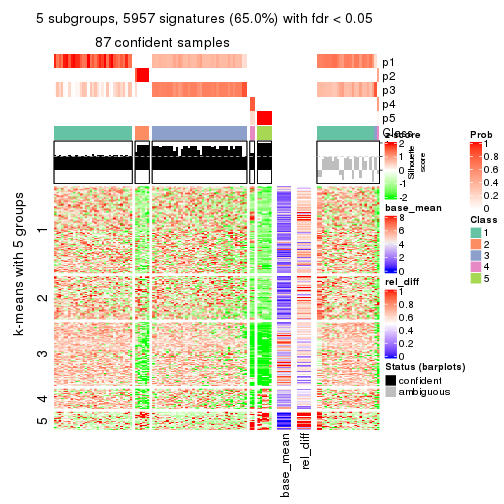 5 subgroups, 5957 signatures (65.0%) with fdr < 0.05
87 confident samples
p1
p2
p3
p4
p5
Class
z-score
2
1
0
-1
-2
Silhouette
score
Prob
1
0.8
0.6
0.4
0.2
0
base_mean
8
6
4
2
0
Class
1
2
3
4
5
rel_diff
1
0.8
0.6
0.4
0.2
0
Status (barplots)
confident
ambiguous
k-means with 5 groups
1
2
3
4
5
base_mean
rel_diff